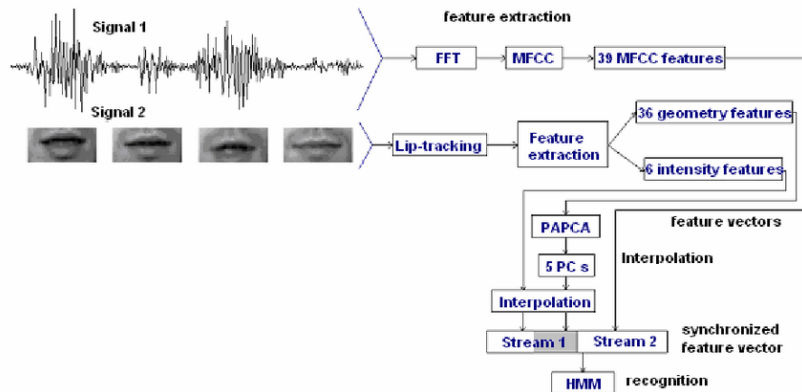 feature extraction
Signal 1
FFT
MFCC
39 MFCC features
Signal 2
36 geometry features
Lip-tracking
Feature
extraction
6 intensity features
feature vectors
PAPCA
Interpolation
5 PC s
Interpolation
Stream 1
Stream 2
synchronized
feature vector
HMM
recognition